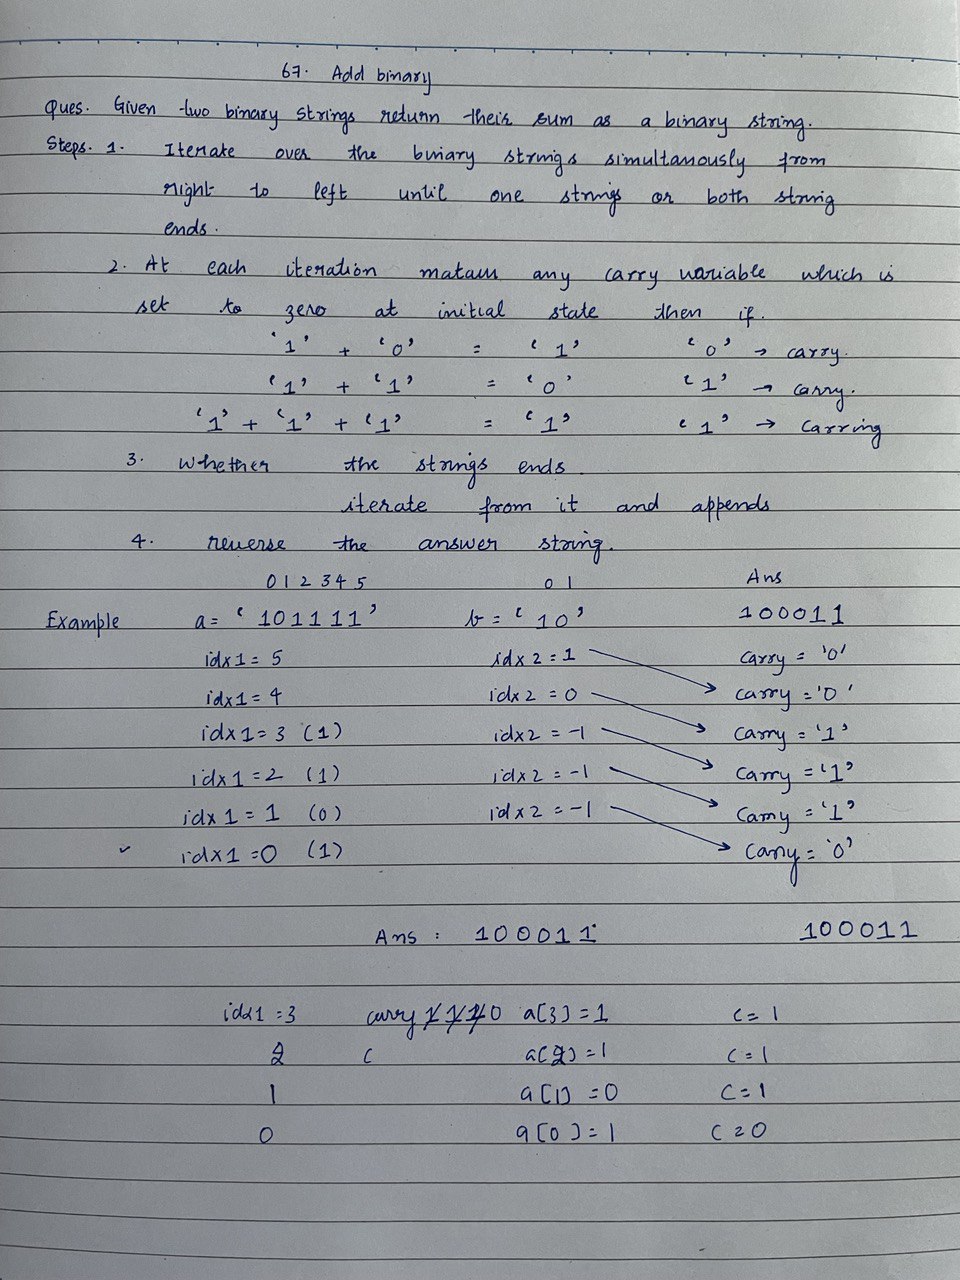 67. Add binary
Ques. Given two binary strings return their sum as a binary string.
Steps. 1. Iterate over the binary strings simultanously from
right to left until one strings or both string
ends.
2. At each iteration matain any carry variable which is
set to zero at initial state then if.
'1' + '0' = '1' '0' → carry.
'1' + '1' = '0' '1' → carry.
'1' + '1' + '1' = '1' '1' → carring
3. Whether the strings ends
iterate from it and appends
4. reverse the answer string.
0 1 2 3 4 5 0 1 Ans
Example a= '101111' b= '10' 100011
idx1 = 5 idx2 = 1 carry = '0'
idx1 = 4 idx2 = 0 carry = '0'
idx1 = 3 (1) idx2 = -1 carry = '1'
idx1 = 2 (1) idx2 = -1 carry = '1'
idx1 = 1 (0) idx2 = -1 carry = '1'
✓ idx1 = 0 (1) carry = '0'
Ans : 100011 100011
idx1 = 3 carry 1 1 1 0 a[3] = 1 c = 1
2 c a[2] = 1 c = 1
1 a[1] = 0 c = 1
0 a[0] = 1 c = 0